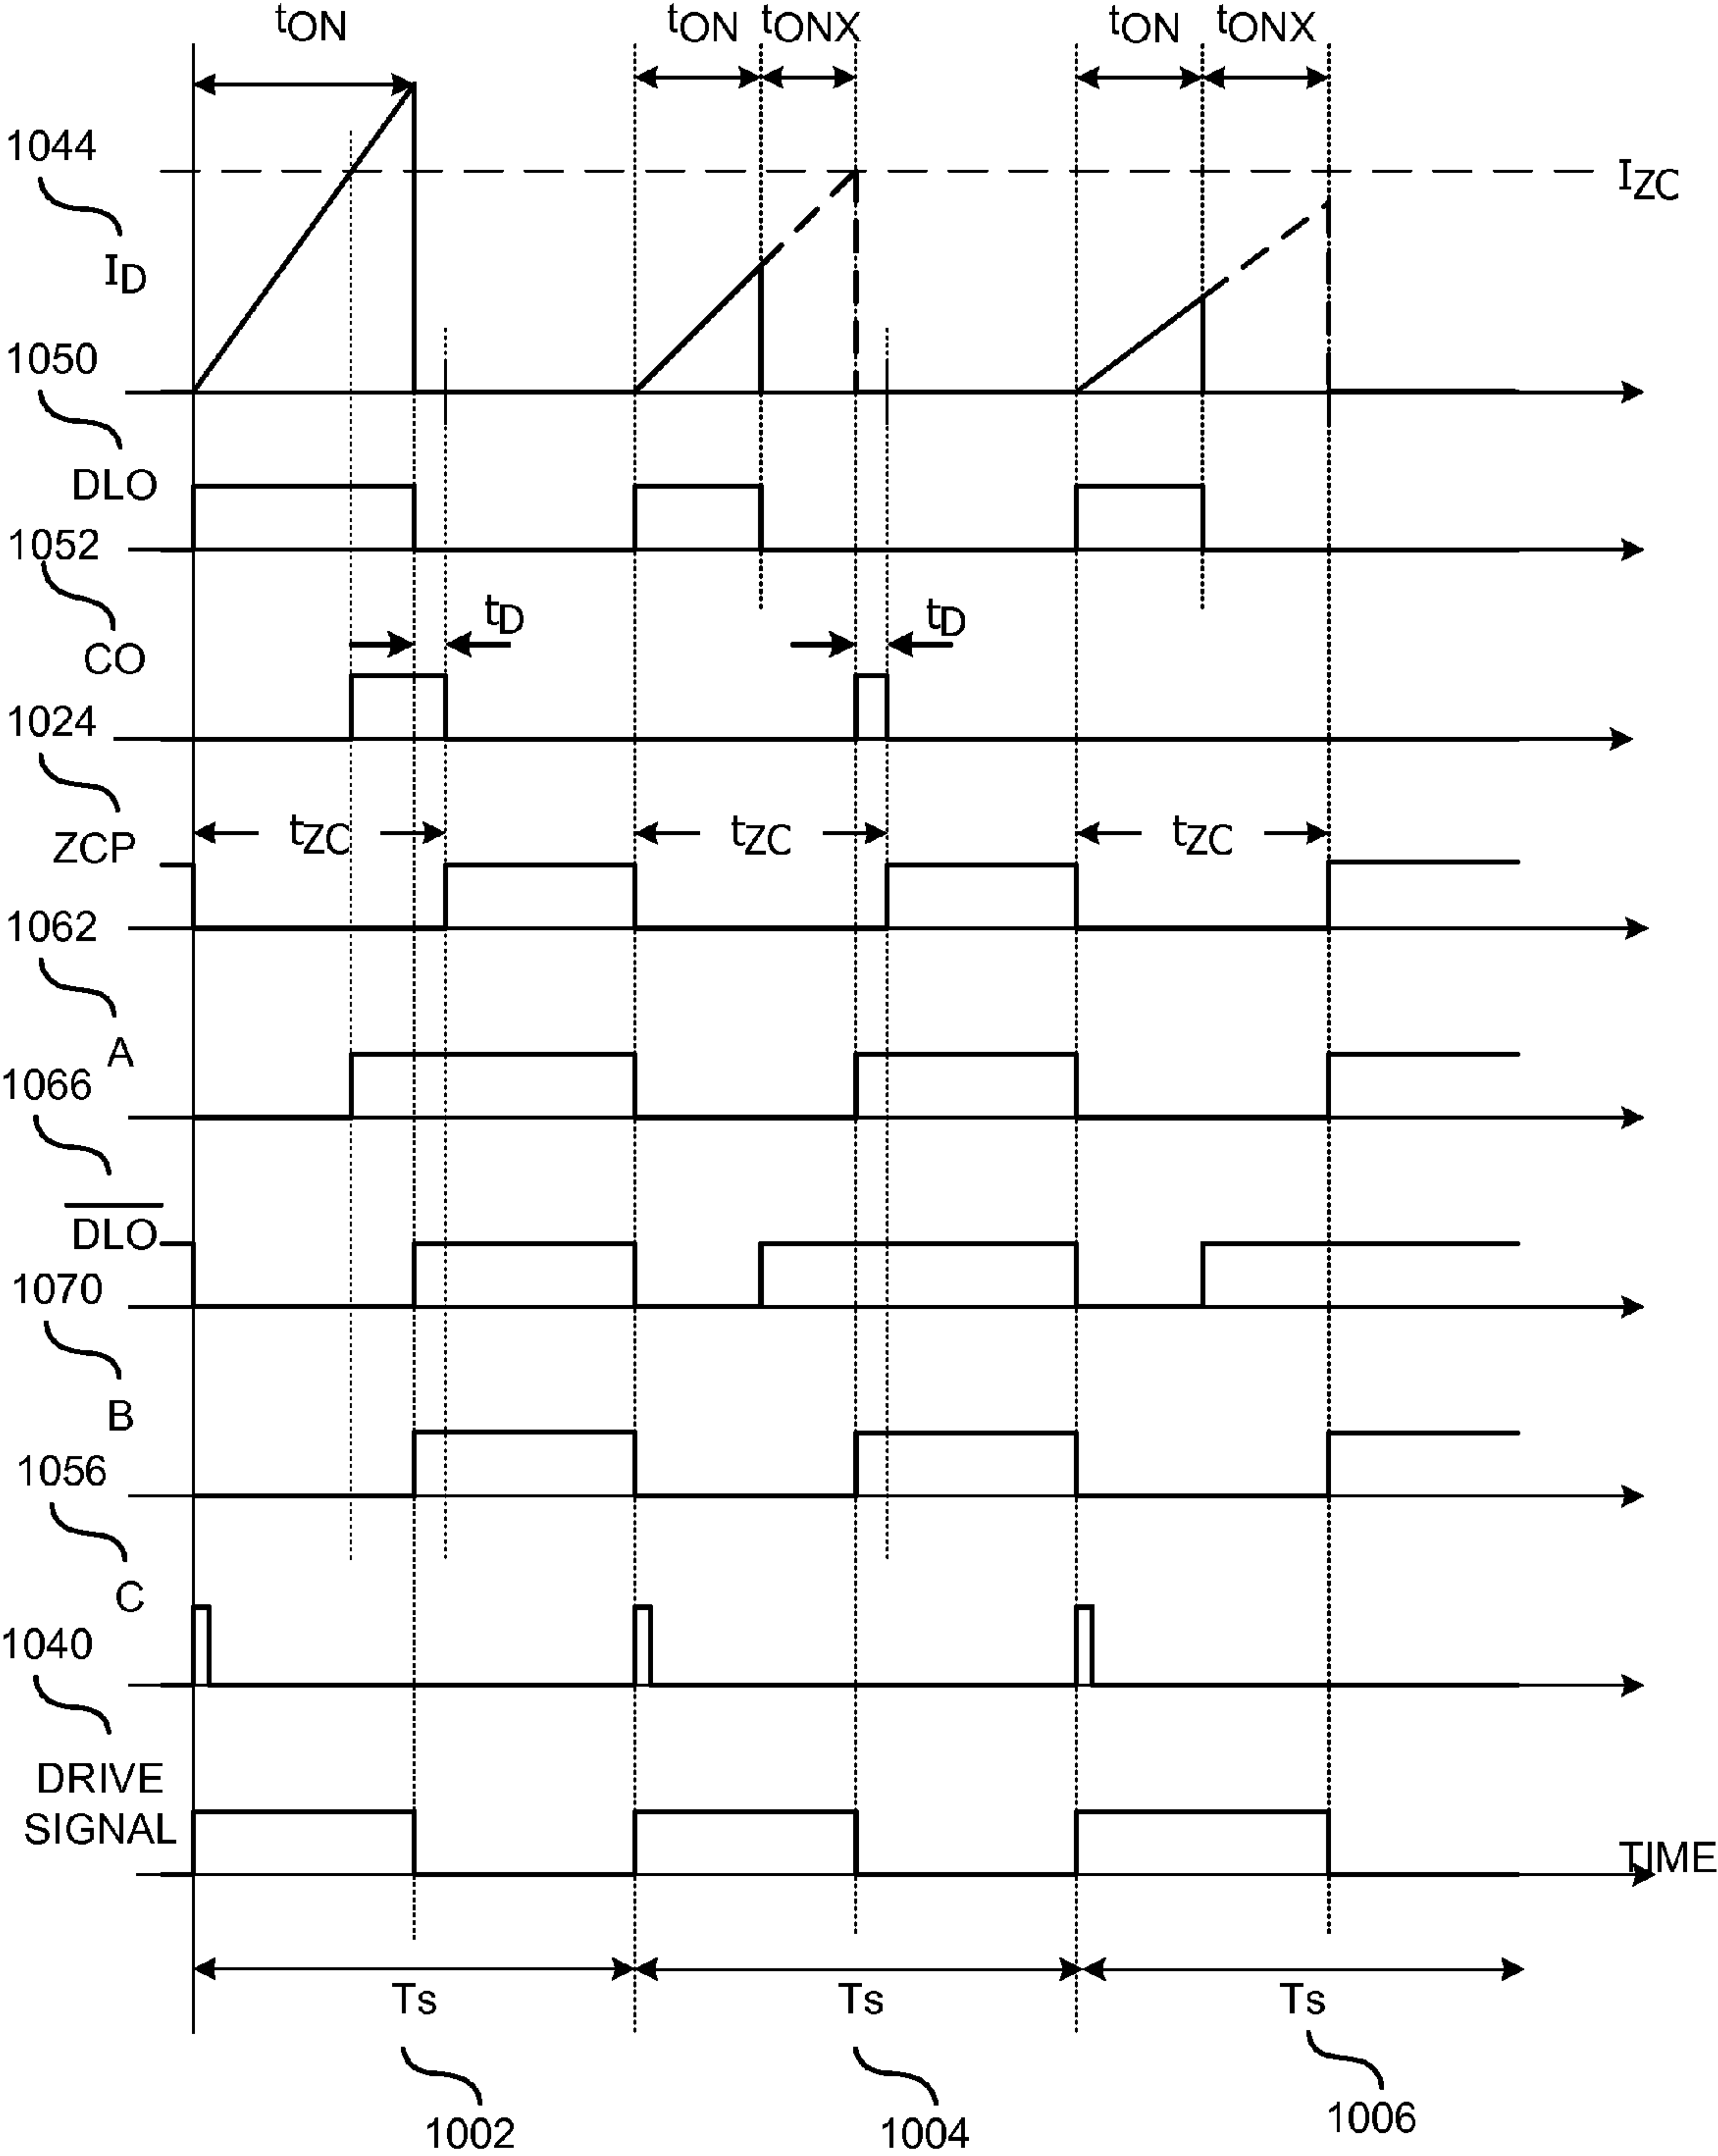 tON tON tONX tON tONX
1044
IZC
ID
1050
DLO
1052
tD tD
CO
1024
tZC tZC tZC
ZCP
1062
A
1066
DLO
1070
B
1056
C
1040
DRIVE
SIGNAL
TIME
Ts Ts Ts
1002 1004 1006